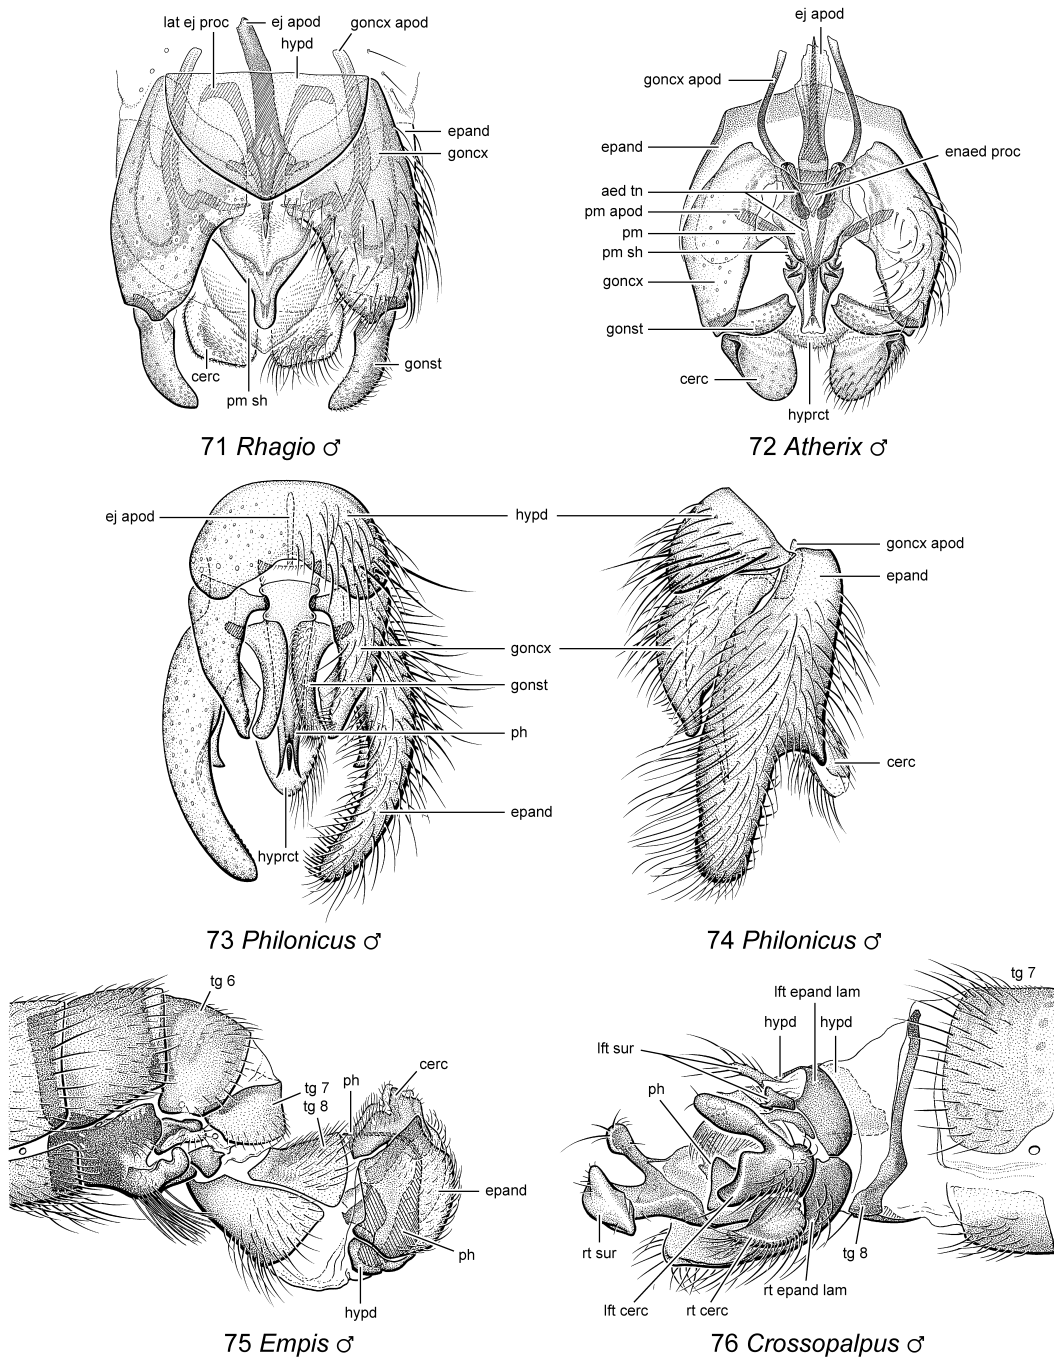 lat ej proc
ej apod
goncx apod
hypd
epand
goncx
gonst
cerc
pm sh
71 Rhagio ♂
ej apod
goncx apod
epand
enaed proc
aed tn
pm apod
pm
pm sh
goncx
gonst
cerc
hyprct
72 Atherix ♂
ej apod
hypd
goncx
gonst
ph
epand
hyprct
73 Philonicus ♂
goncx apod
epand
cerc
74 Philonicus ♂
tg 6
cerc
ph
tg 7
tg 8
epand
ph
hypd
75 Empis ♂
tg 7
lft epand lam
hypd
hypd
lft sur
ph
rt sur
tg 8
rt epand lam
lft cerc
rt cerc
76 Crossopalpus ♂